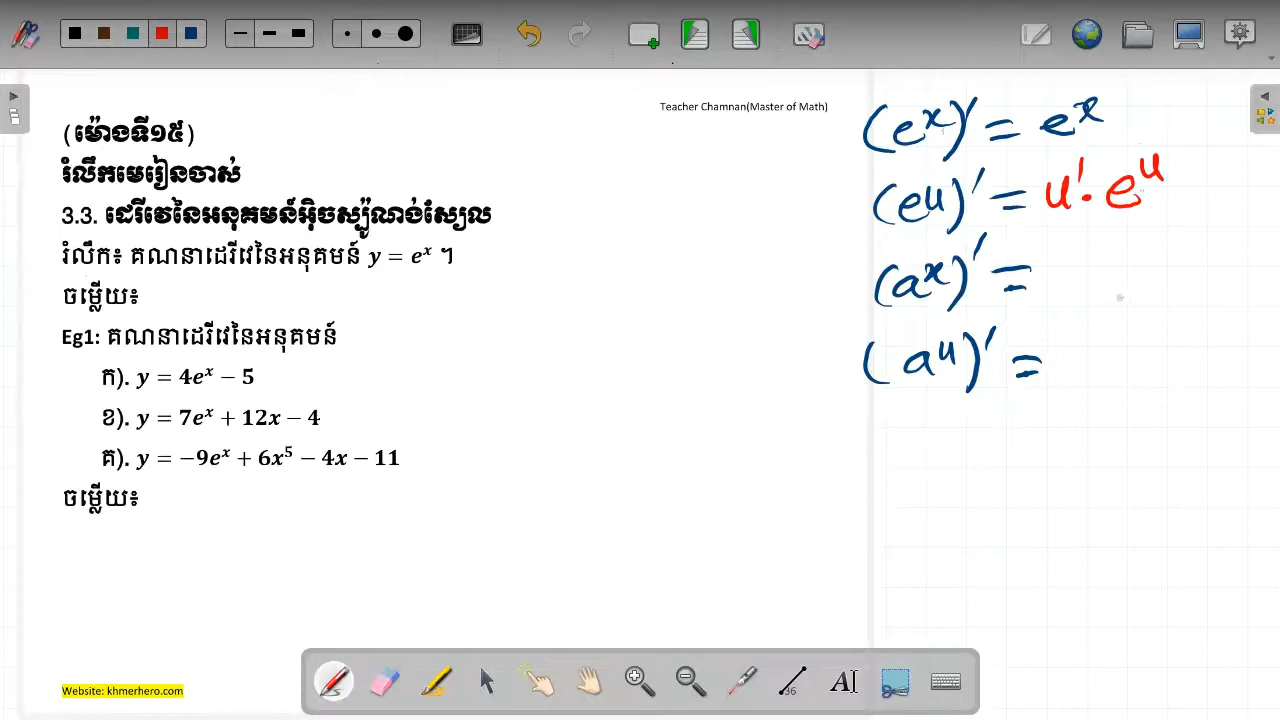 Teacher Chamnan(Master of Math)
(ម៉ោងទី១៥)
រំលឹកមេរៀនចាស់
3.3. ដេរីវេនៃអនុគមន៍អ៊ិចស្ប៉ូណង់ស្យែល
រំលឹក៖ គណនាដេរីវេនៃអនុគមន៍ y = eˣ ។
ចម្លើយ៖
Eg1: គណនាដេរីវេនៃអនុគមន៍
ក). y = 4eˣ − 5
ខ). y = 7eˣ + 12x − 4
គ). y = −9eˣ + 6x⁵ − 4x − 11
ចម្លើយ៖
Website: khmerhero.com
(eˣ)' = eˣ
(eᵘ)' = u' · eᵘ
(aˣ)' =
(aᵘ)' =
36